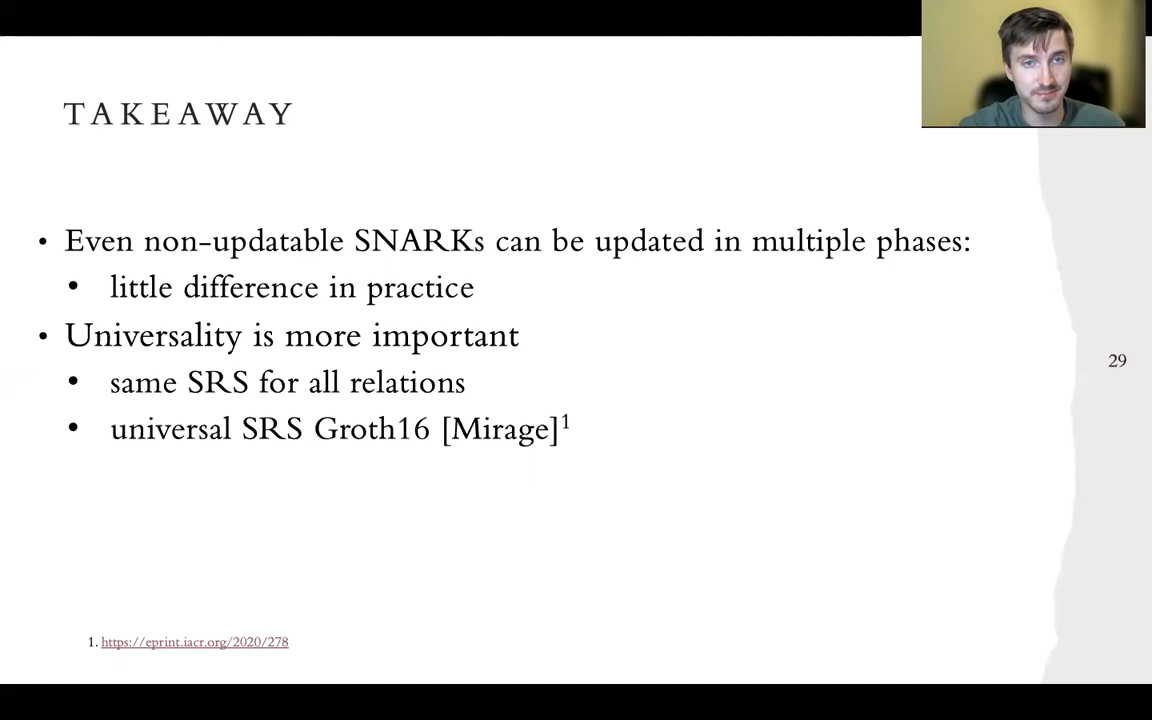 TAKEAWAY
• Even non-updatable SNARKs can be updated in multiple phases:
• little difference in practice
• Universality is more important
• same SRS for all relations
• universal SRS Groth16 [Mirage]¹
29
1. https://eprint.iacr.org/2020/278